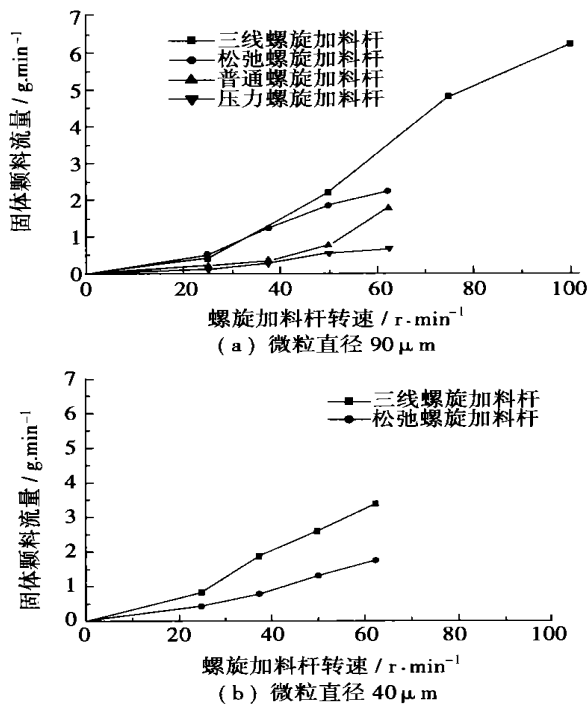 7
6
5
4
3
2
1
0
固体颗料流量 / g.min⁻¹
三线螺旋加料杆
松弛螺旋加料杆
普通螺旋加料杆
压力螺旋加料杆
0 20 40 60 80 100
螺旋加料杆转速 / r·min⁻¹
(a) 微粒直径 90 μm
7
6
5
4
3
2
1
0
固体颗料流量 / g.min⁻¹
三线螺旋加料杆
松弛螺旋加料杆
0 20 40 60 80 100
螺旋加料杆转速 / r·min⁻¹
(b) 微粒直径 40 μm